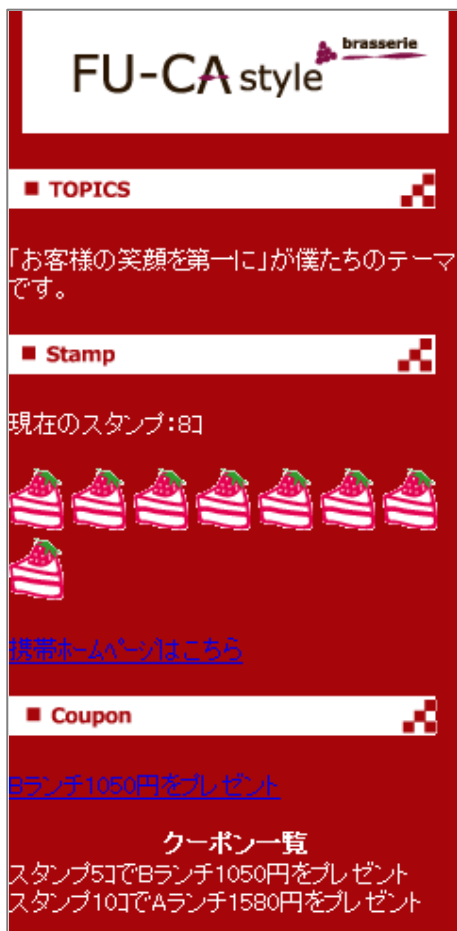 brasserie
FU-CA style
■ TOPICS
「お客様の笑顔を第一に」が僕たちのテーマ
です。
■ Stamp
現在のスタンプ:8コ
携帯ホームページはこちら
■ Coupon
Bランチ1050円をプレゼント
クーポン一覧
スタンプ5コでBランチ1050円をプレゼント
スタンプ10コでAランチ1580円をプレゼント